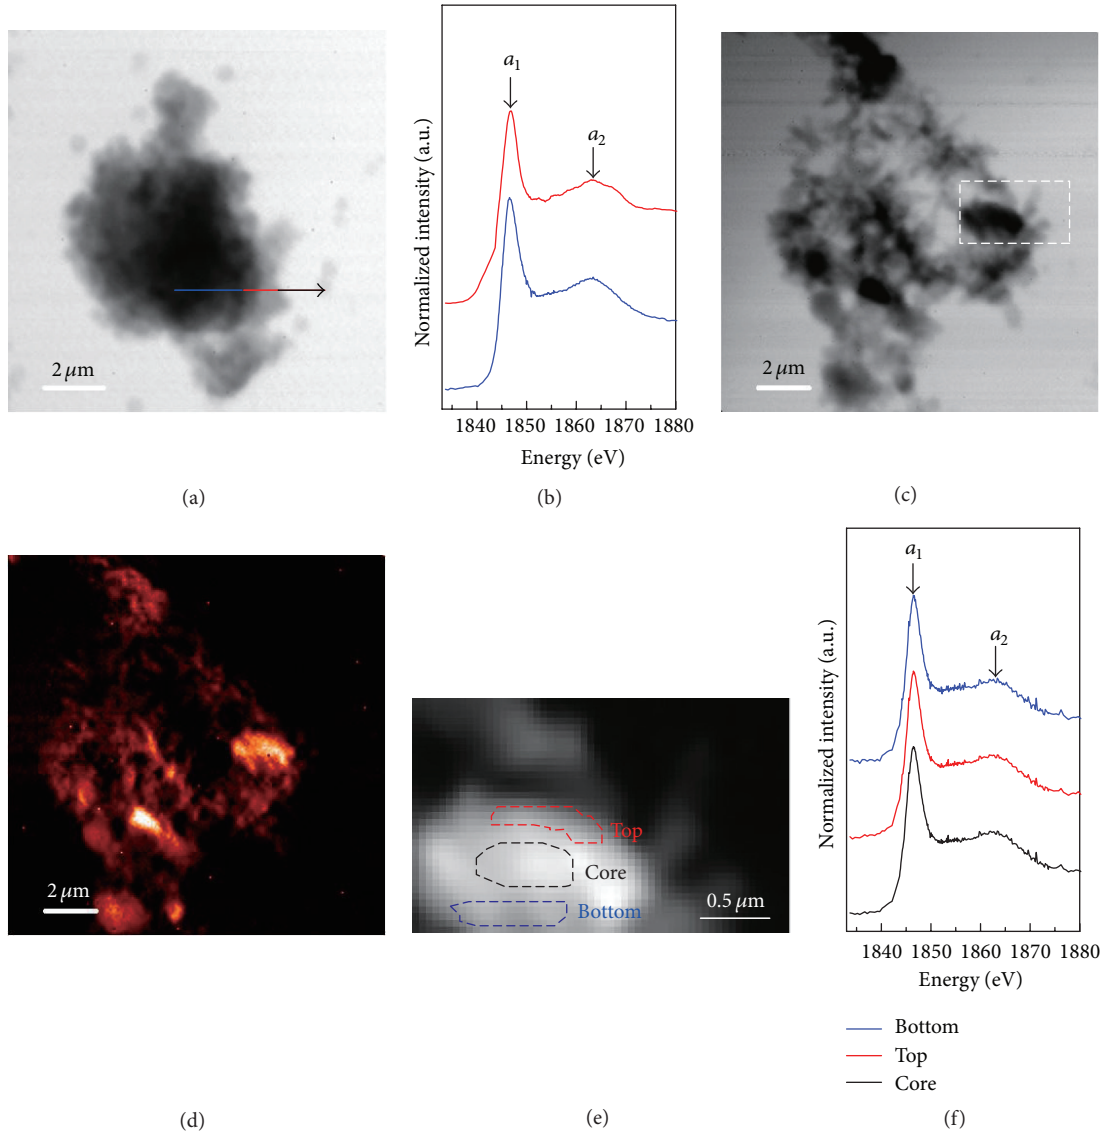 2 μm
(a)
a1
a2
Normalized intensity (a.u.)
1840 1850 1860 1870 1880
Energy (eV)
(b)
2 μm
(c)
2 μm
(d)
Top
Core
Bottom
0.5 μm
(e)
a1
a2
Normalized intensity (a.u.)
1840 1850 1860 1870 1880
Energy (eV)
Bottom
Top
Core
(f)